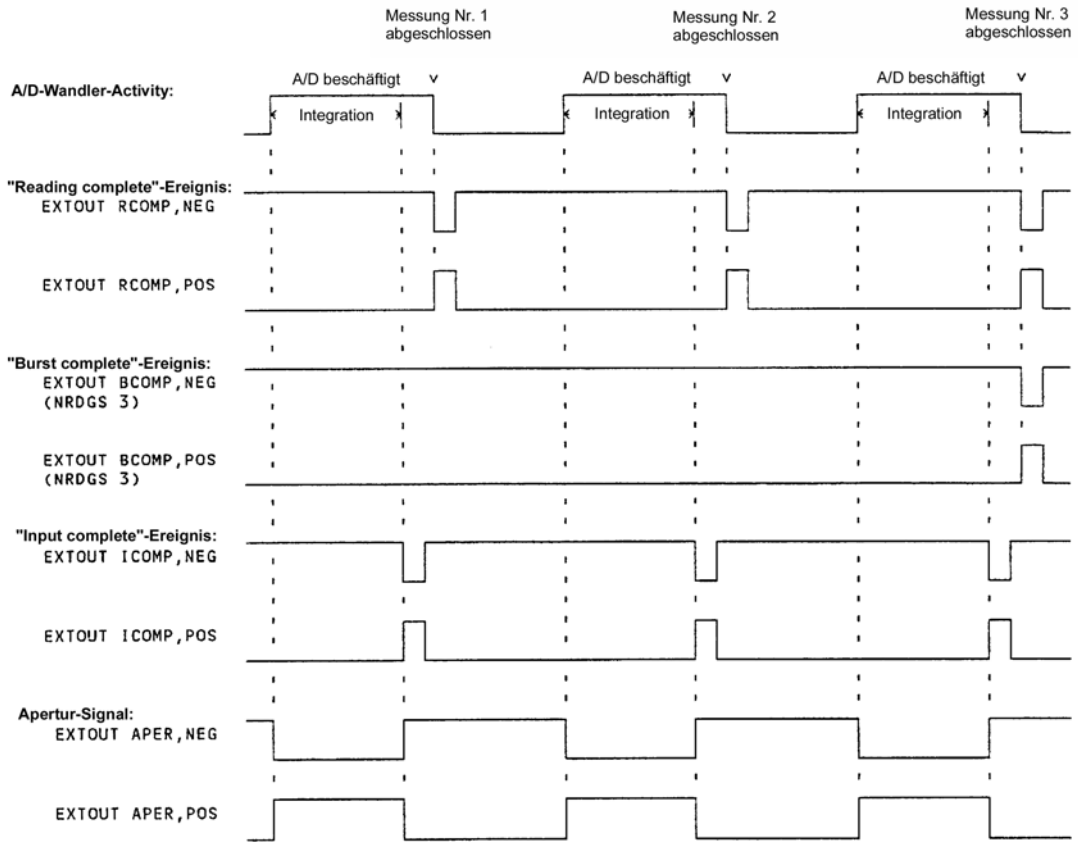 Messung Nr. 1
abgeschlossen
Messung Nr. 2
abgeschlossen
Messung Nr. 3
abgeschlossen
A/D-Wandler-Activity:
A/D beschäftigt
A/D beschäftigt
A/D beschäftigt
Integration
Integration
Integration
"Reading complete"-Ereignis:
EXTOUT RCOMP,NEG
EXTOUT RCOMP,POS
"Burst complete"-Ereignis:
EXTOUT BCOMP,NEG
(NRDGS 3)
EXTOUT BCOMP,POS
(NRDGS 3)
"Input complete"-Ereignis:
EXTOUT ICOMP,NEG
EXTOUT ICOMP,POS
Apertur-Signal:
EXTOUT APER,NEG
EXTOUT APER,POS